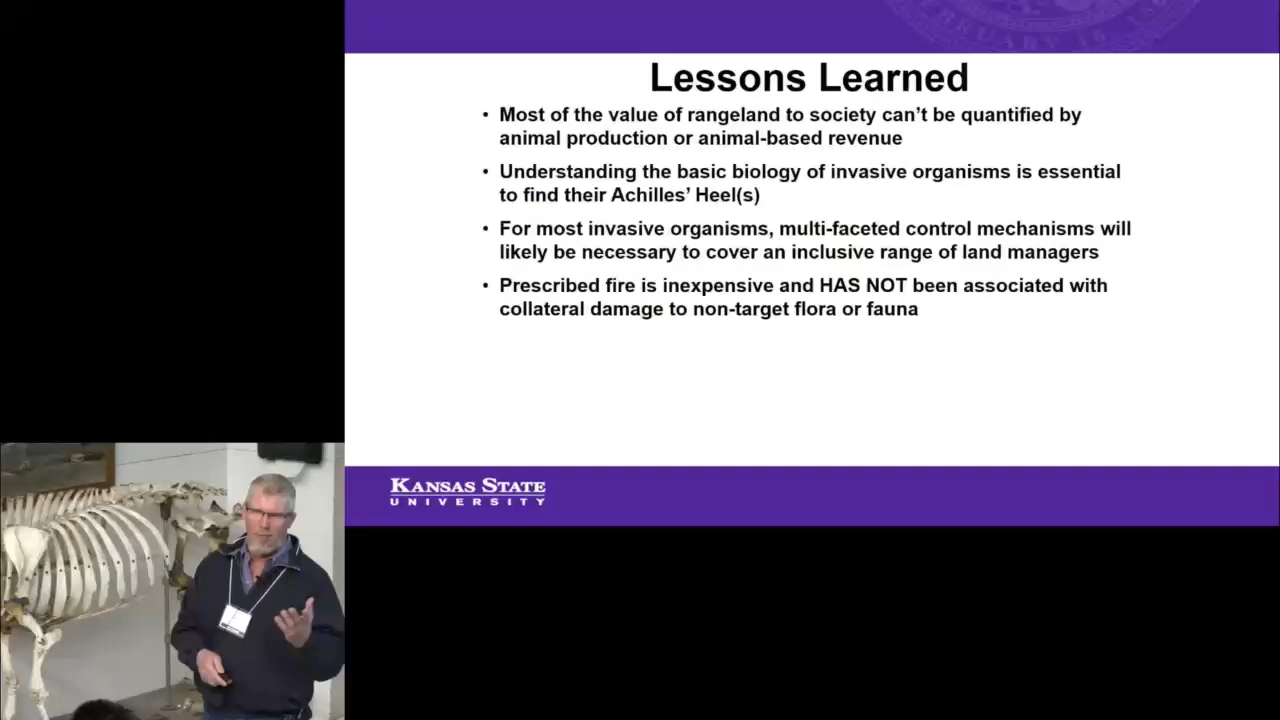 Lessons Learned
• Most of the value of rangeland to society can't be quantified by
animal production or animal-based revenue
• Understanding the basic biology of invasive organisms is essential
to find their Achilles' Heel(s)
• For most invasive organisms, multi-faceted control mechanisms will
likely be necessary to cover an inclusive range of land managers
• Prescribed fire is inexpensive and HAS NOT been associated with
collateral damage to non-target flora or fauna
KANSAS STATE
UNIVERSITY